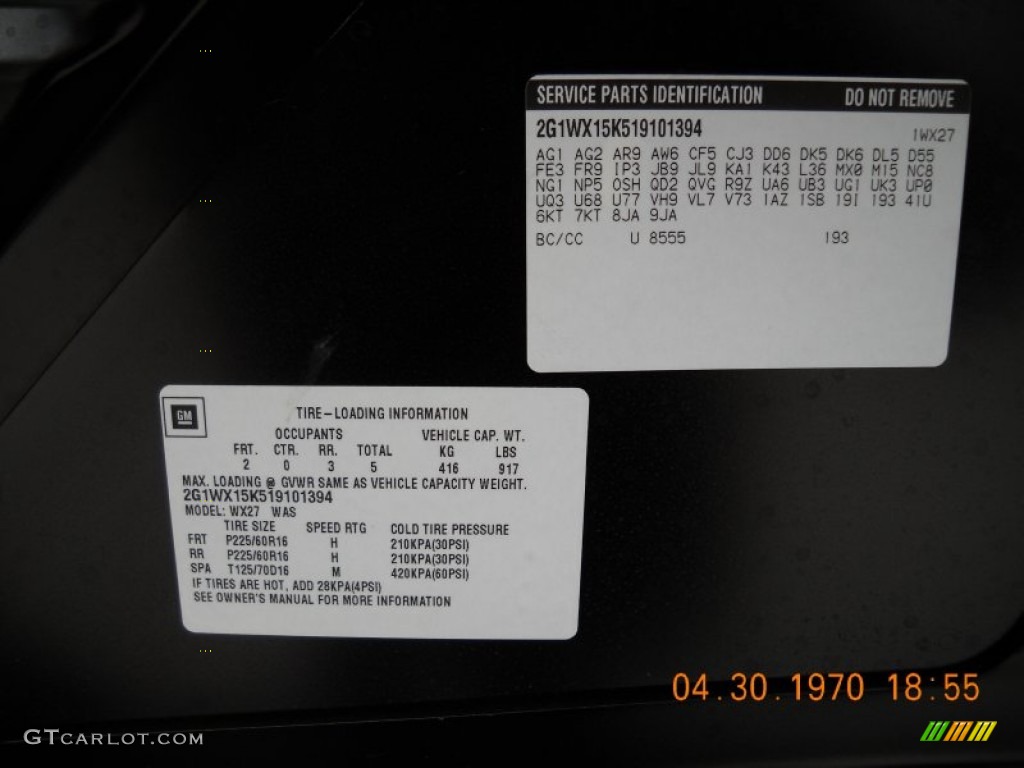 SERVICE PARTS IDENTIFICATION DO NOT REMOVE
2G1WX15K519101394 1WX27
AG1 AG2 AR9 AW6 CF5 CJ3 DD6 DK5 DK6 DL5 D55
FE3 FR9 IP3 JB9 JL9 KA1 K43 L36 MX0 M15 NC8
NG1 NP5 OSH QD2 QVG R9Z UA6 UB3 UG1 UK3 UP0
UQ3 U68 U77 VH9 VL7 V73 1AZ 1SB 19I 193 41U
6KT 7KT 8JA 9JA
BC/CC U 8555 193
GM
TIRE-LOADING INFORMATION
OCCUPANTS VEHICLE CAP. WT.
FRT. CTR. RR. TOTAL KG LBS
2 0 3 5 416 917
MAX. LOADING @ GVWR SAME AS VEHICLE CAPACITY WEIGHT.
2G1WX15K519101394
MODEL: WX27 WAS
TIRE SIZE SPEED RTG COLD TIRE PRESSURE
FRT P225/60R16 H 210KPA(30PSI)
RR P225/60R16 H 210KPA(30PSI)
SPA T125/70D16 M 420KPA(60PSI)
IF TIRES ARE HOT, ADD 28KPA(4PSI)
SEE OWNER'S MANUAL FOR MORE INFORMATION
04.30.1970 18:55
GTCARLOT.COM